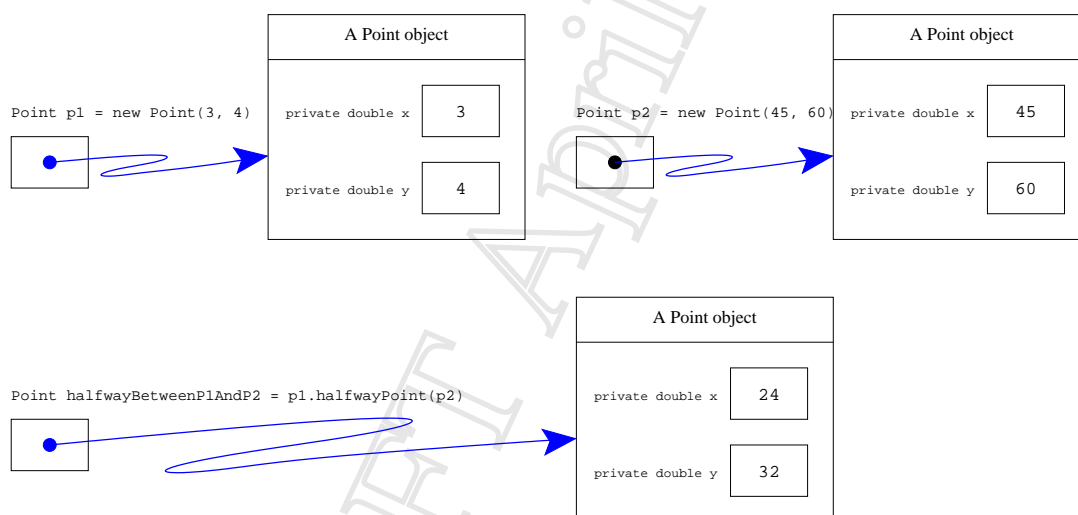 A Point object
Point p1 = new Point(3, 4)
private double x
3
private double y
4
A Point object
Point p2 = new Point(45, 60)
private double x
45
private double y
60
A Point object
Point halfwayBetweenP1AndP2 = p1.halfwayPoint(p2)
private double x
24
private double y
32
FT April